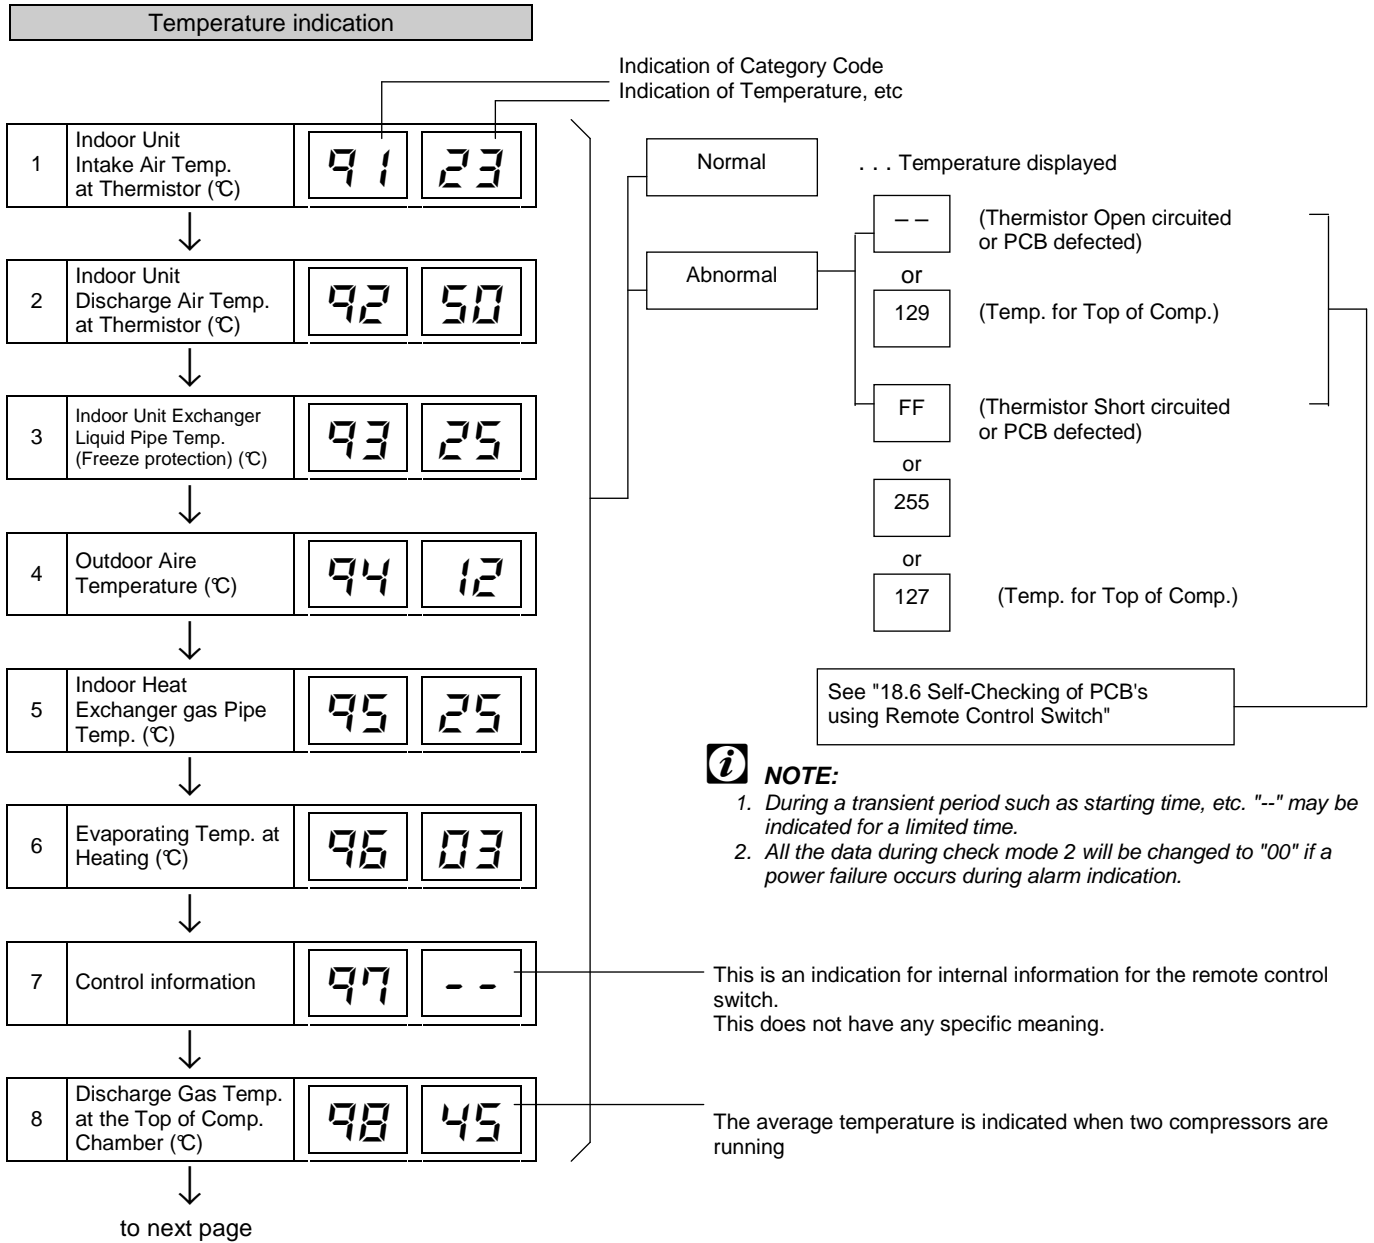 Temperature indication
Indication of Category Code
Indication of Temperature, etc
1
Indoor Unit
Intake Air Temp.
at Thermistor (℃)
91 23
2
Indoor Unit
Discharge Air Temp.
at Thermistor (℃)
92 50
3
Indoor Unit Exchanger
Liquid Pipe Temp.
(Freeze protection) (℃)
93 25
4
Outdoor Aire
Temperature (℃)
94 12
5
Indoor Heat
Exchanger gas Pipe
Temp. (℃)
95 25
6
Evaporating Temp. at
Heating (℃)
96 03
7
Control information
97 --
8
Discharge Gas Temp.
at the Top of Comp.
Chamber (℃)
98 45
to next page
Normal
. . . Temperature displayed
Abnormal
– –
(Thermistor Open circuited
or PCB defected)
or
129
(Temp. for Top of Comp.)
FF
(Thermistor Short circuited
or PCB defected)
or
255
or
127
(Temp. for Top of Comp.)
See "18.6 Self-Checking of PCB's
using Remote Control Switch"
i NOTE:
1. During a transient period such as starting time, etc. "--" may be
indicated for a limited time.
2. All the data during check mode 2 will be changed to "00" if a
power failure occurs during alarm indication.
This is an indication for internal information for the remote control
switch.
This does not have any specific meaning.
The average temperature is indicated when two compressors are
running